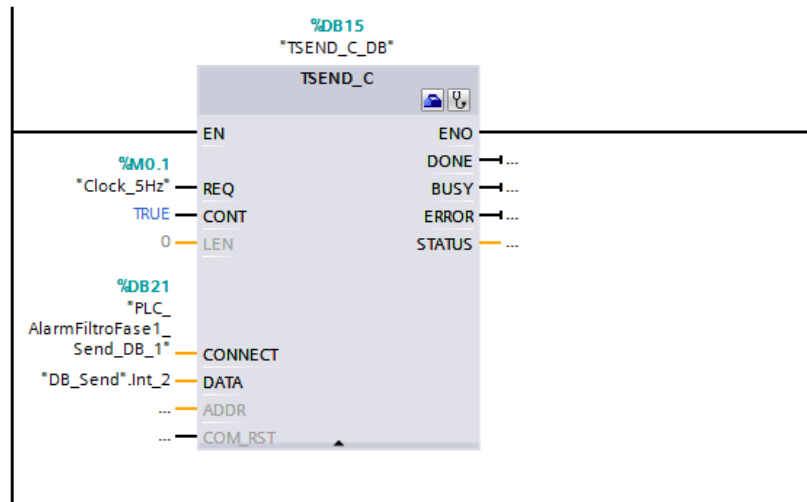 %DB15
"TSEND_C_DB"
TSEND_C
EN ENO
DONE ...
%M0.1
"Clock_5Hz" REQ BUSY ...
TRUE CONT ERROR ...
0 LEN STATUS ...
%DB21
"PLC_
AlarmFiltroFase1_
Send_DB_1" CONNECT
"DB_Send".Int_2 DATA
... ADDR
... COM_RST